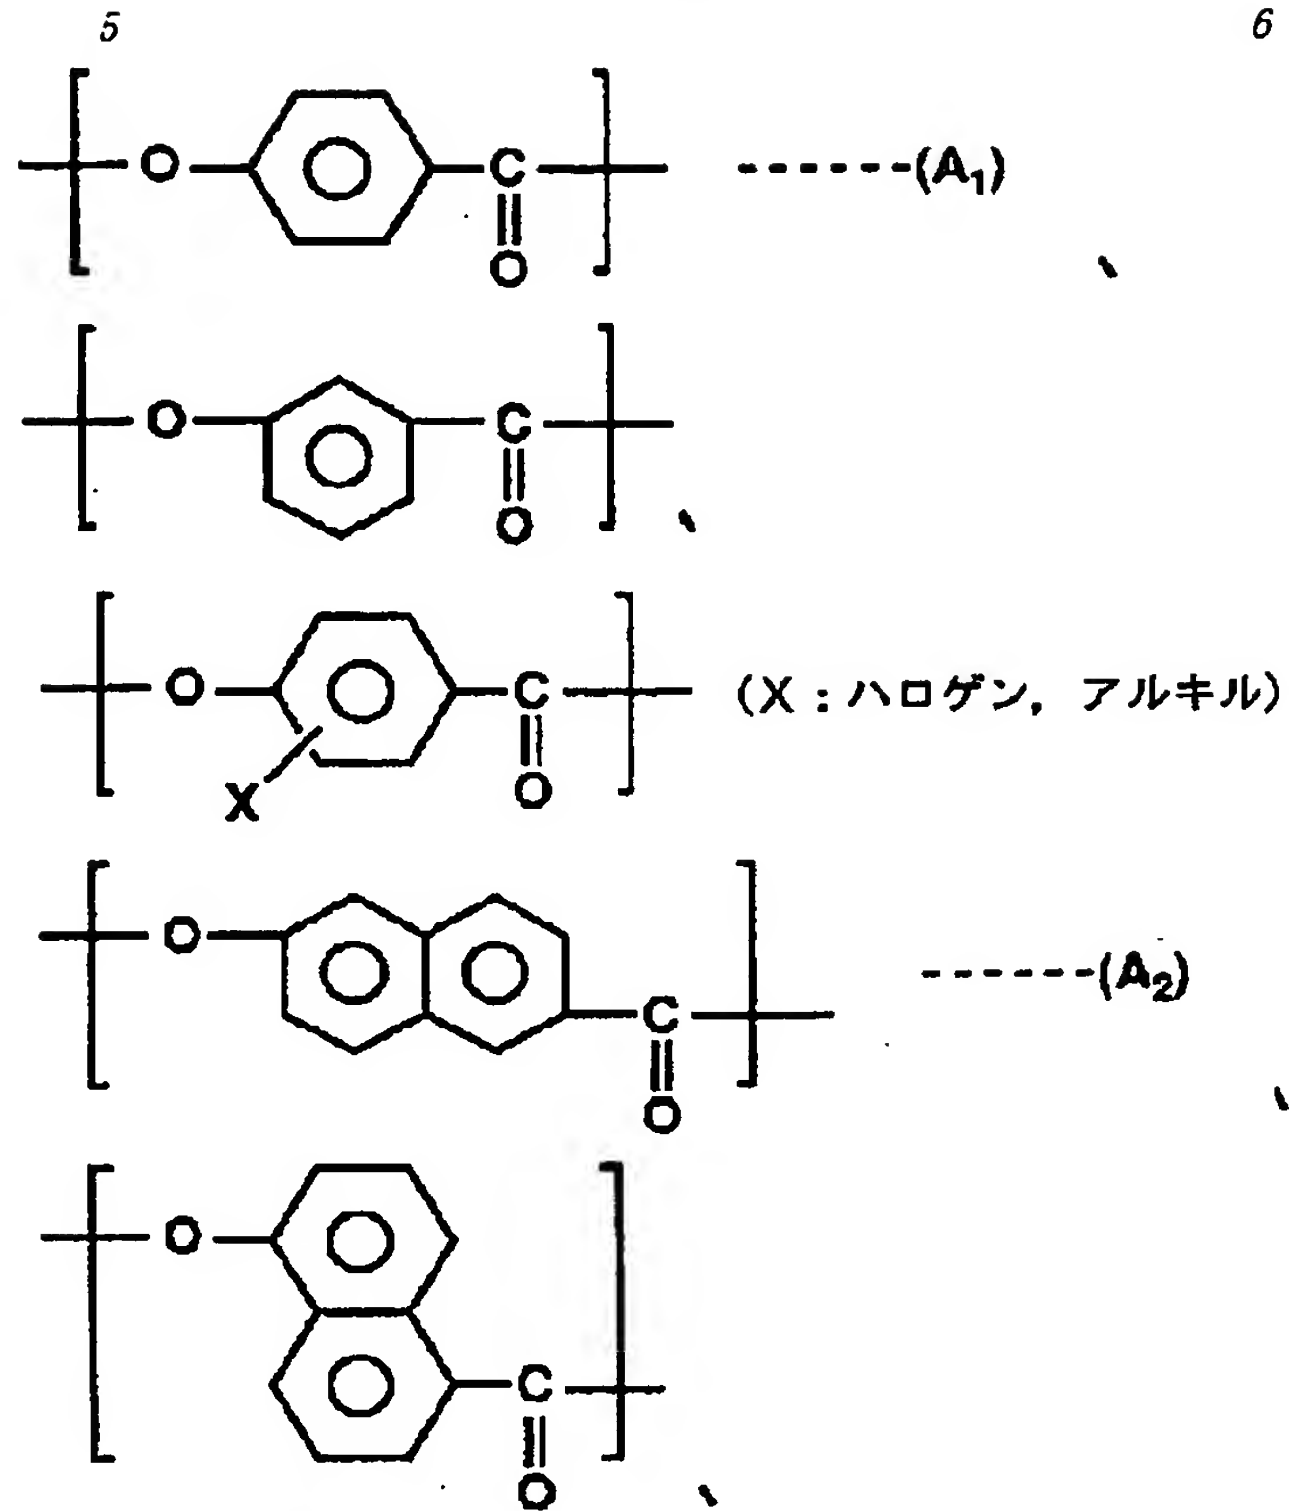 5 6
O C O ------(A₁) 、
O C O 、
O C O (X：ハロゲン，アルキル)
X
O C O ------(A₂) 、
O
C
O 、